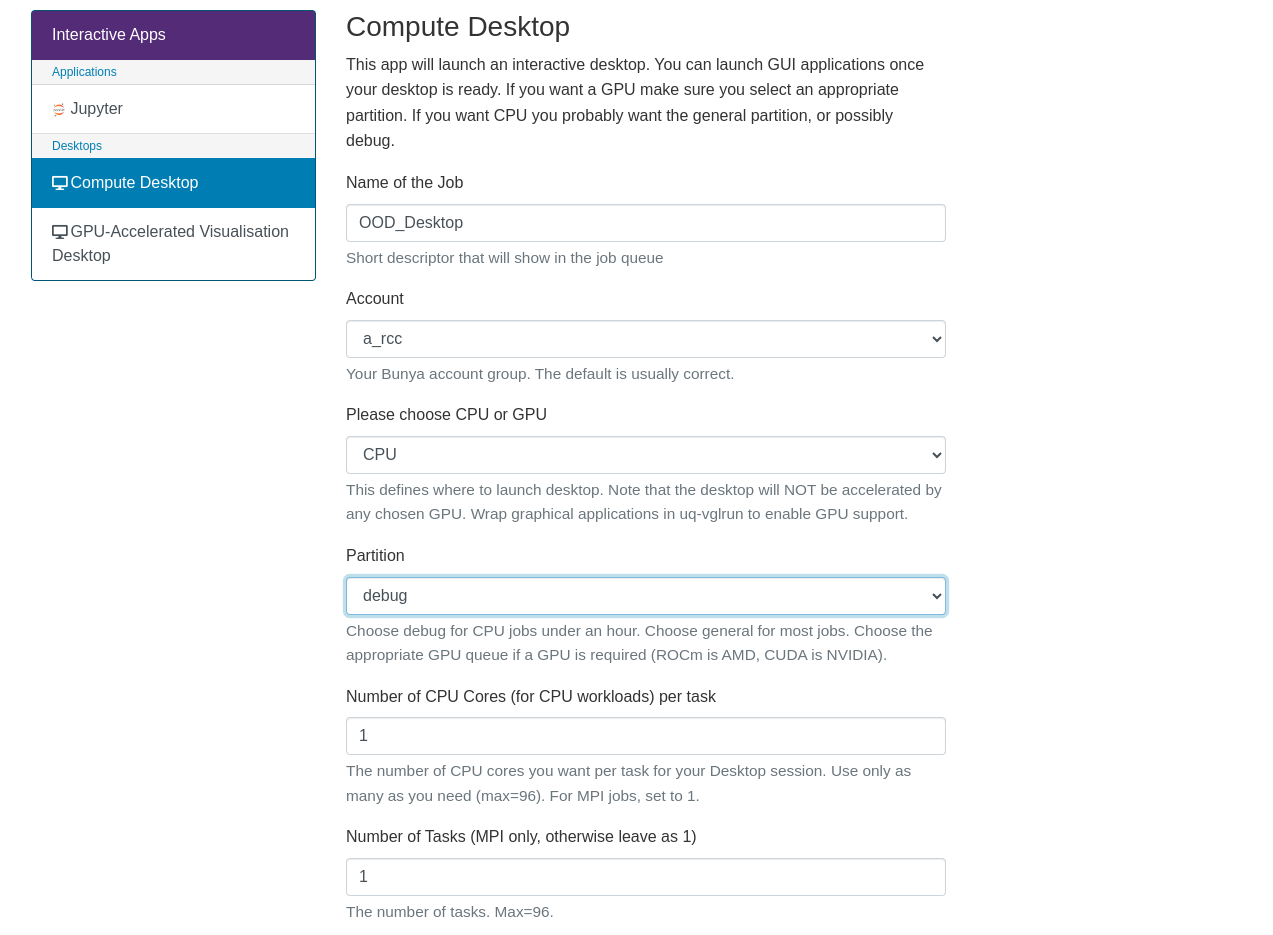 Interactive Apps
Applications
Jupyter
Desktops
Compute Desktop
GPU-Accelerated Visualisation
Desktop
Compute Desktop
This app will launch an interactive desktop. You can launch GUI applications once
your desktop is ready. If you want a GPU make sure you select an appropriate
partition. If you want CPU you probably want the general partition, or possibly
debug.
Name of the Job
OOD_Desktop
Short descriptor that will show in the job queue
Account
a_rcc
Your Bunya account group. The default is usually correct.
Please choose CPU or GPU
CPU
This defines where to launch desktop. Note that the desktop will NOT be accelerated by
any chosen GPU. Wrap graphical applications in uq-vglrun to enable GPU support.
Partition
debug
Choose debug for CPU jobs under an hour. Choose general for most jobs. Choose the
appropriate GPU queue if a GPU is required (ROCm is AMD, CUDA is NVIDIA).
Number of CPU Cores (for CPU workloads) per task
1
The number of CPU cores you want per task for your Desktop session. Use only as
many as you need (max=96). For MPI jobs, set to 1.
Number of Tasks (MPI only, otherwise leave as 1)
1
The number of tasks. Max=96.